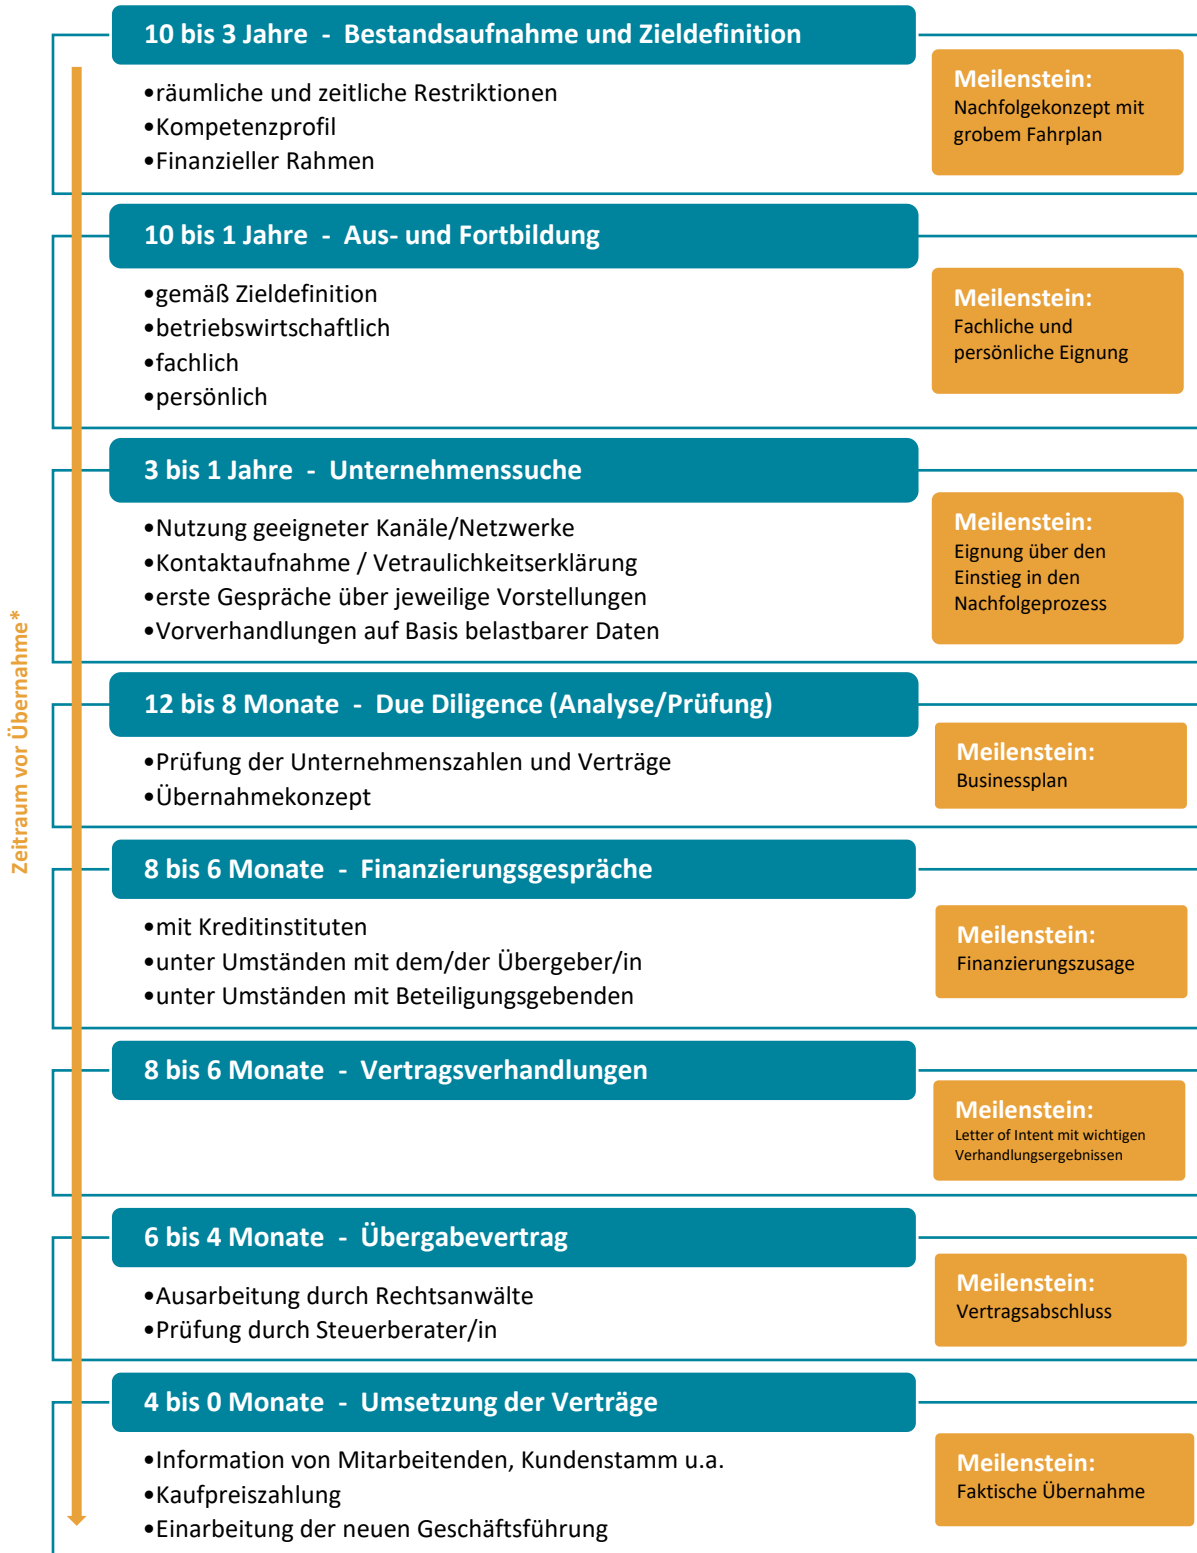 10 bis 3 Jahre - Bestandsaufnahme und Zieldefinition
•räumliche und zeitliche Restriktionen
•Kompetenzprofil
•Finanzieller Rahmen
Meilenstein:
Nachfolgekonzept mit
grobem Fahrplan
10 bis 1 Jahre - Aus- und Fortbildung
•gemäß Zieldefinition
•betriebswirtschaftlich
•fachlich
•persönlich
Meilenstein:
Fachliche und
persönliche Eignung
3 bis 1 Jahre - Unternehmenssuche
•Nutzung geeigneter Kanäle/Netzwerke
•Kontaktaufnahme / Vetraulichkeitserklärung
•erste Gespräche über jeweilige Vorstellungen
•Vorverhandlungen auf Basis belastbarer Daten
Meilenstein:
Eignung über den
Einstieg in den
Nachfolgeprozess
Zeitraum vor Übernahme*
12 bis 8 Monate - Due Diligence (Analyse/Prüfung)
•Prüfung der Unternehmenszahlen und Verträge
•Übernahmekonzept
Meilenstein:
Businessplan
8 bis 6 Monate - Finanzierungsgespräche
•mit Kreditinstituten
•unter Umständen mit dem/der Übergeber/in
•unter Umständen mit Beteiligungsgebenden
Meilenstein:
Finanzierungszusage
8 bis 6 Monate - Vertragsverhandlungen
Meilenstein:
Letter of Intent mit wichtigen
Verhandlungsergebnissen
6 bis 4 Monate - Übergabevertrag
•Ausarbeitung durch Rechtsanwälte
•Prüfung durch Steuerberater/in
Meilenstein:
Vertragsabschluss
4 bis 0 Monate - Umsetzung der Verträge
•Information von Mitarbeitenden, Kundenstamm u.a.
•Kaufpreiszahlung
•Einarbeitung der neuen Geschäftsführung
Meilenstein:
Faktische Übernahme